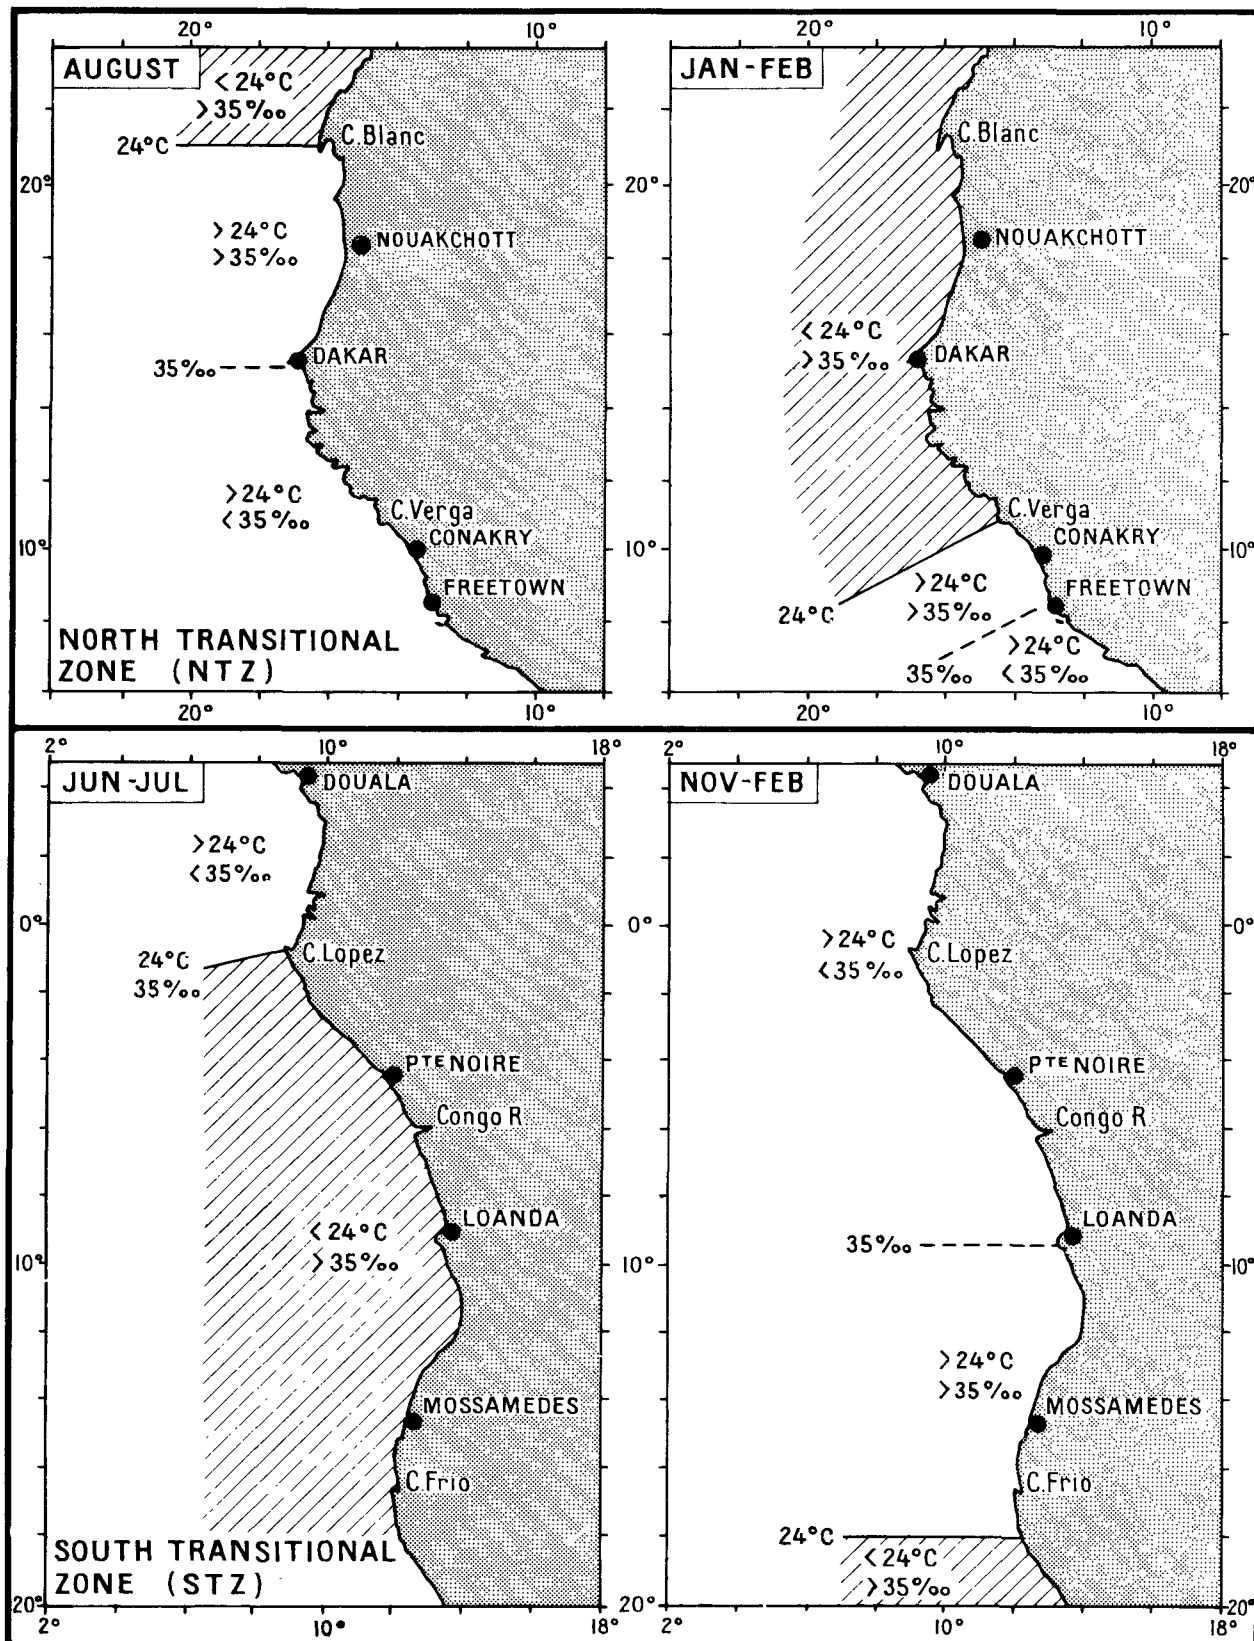 20°
10°
AUGUST
< 24°C
> 35‰
C.Blanc
24°C
20°
> 24°C
> 35‰
NOUAKCHOTT
35‰
DAKAR
> 24°C
< 35‰
C.Verga
CONAKRY
FREETOWN
NORTH TRANSITIONAL
ZONE (NTZ)
20°
10°
20°
10°
JAN-FEB
C.Blanc
20°
20°
NOUAKCHOTT
< 24°C
> 35‰
DAKAR
C.Verga
CONAKRY
10°
10°
> 24°C
> 35‰
FREETOWN
24°C
35‰
> 24°C
< 35‰
20°
10°
2°
10°
18°
JUN-JUL
DOUALA
> 24°C
< 35‰
0°
C.Lopez
24°C
35‰
PTE NOIRE
Congo R
LOANDA
< 24°C
> 35‰
10°
MOSSAMEDES
C.Frio
SOUTH TRANSITIONAL
ZONE (STZ)
20°
2°
10°
18°
2°
10°
18°
NOV-FEB
DOUALA
0°
0°
> 24°C
< 35‰
C.Lopez
PTE NOIRE
Congo R
LOANDA
35‰
10°
10°
> 24°C
> 35‰
MOSSAMEDES
C.Frio
24°C
< 24°C
> 35‰
20°
20°
2°
10°
18°